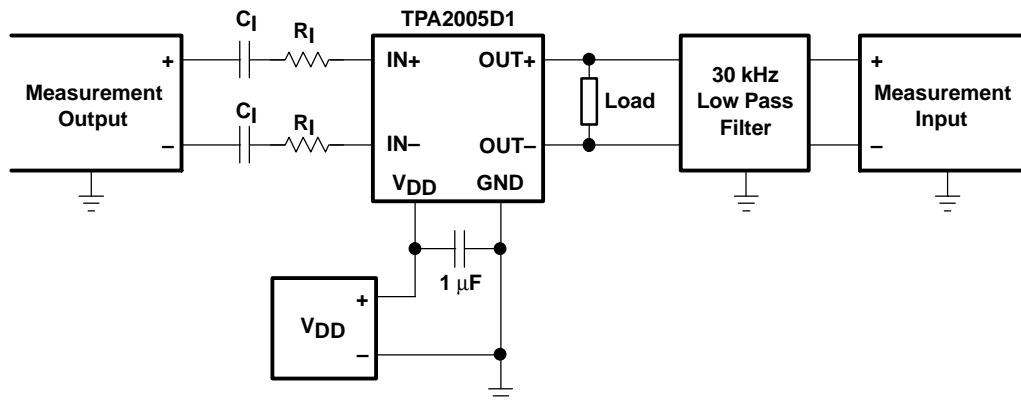 TPA2005D1
CI
RI
+
IN+
OUT+
Measurement
Output
Load
30 kHz
Low Pass
Filter
+
Measurement
Input
CI
RI
–
IN–
OUT–
–
VDD
GND
1 μF
+
VDD
–